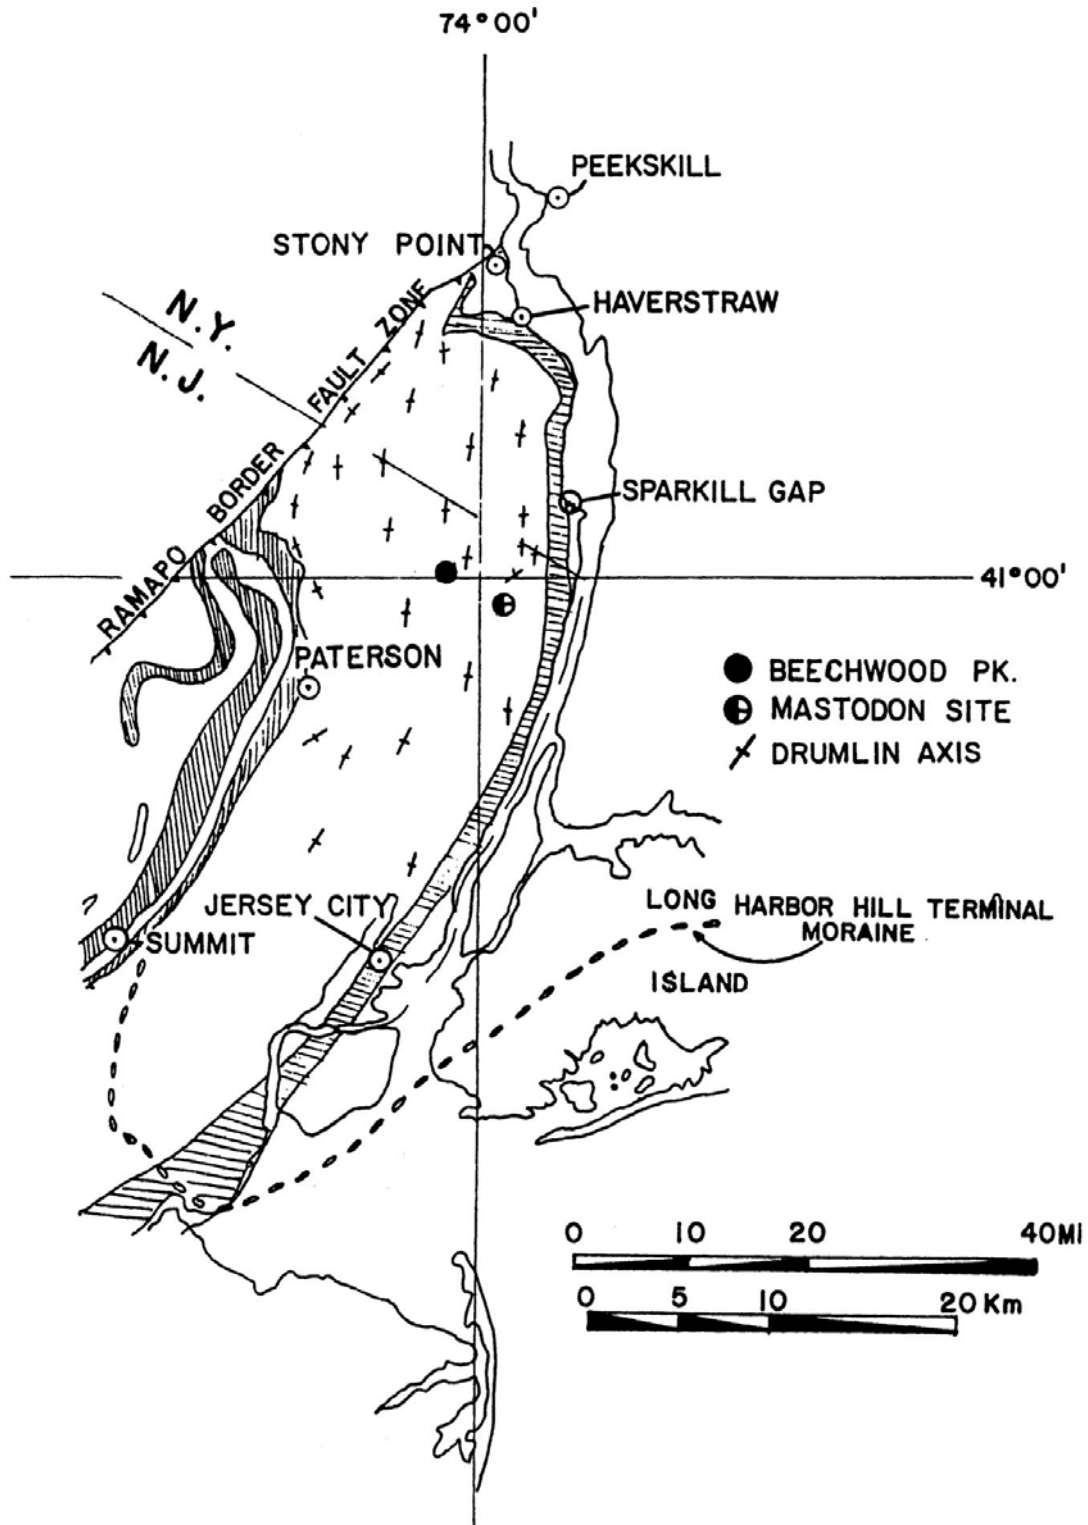 74°00'
PEEKSKILL
STONY POINT
HAVERSTRAW
N.Y.
N.J.
RAMAPO BORDER FAULT ZONE
SPARKILL GAP
41°00'
PATERSON
BEECHWOOD PK.
MASTODON SITE
DRUMLIN AXIS
JERSEY CITY
SUMMIT
LONG
ISLAND
HARBOR HILL TERMINAL
MORAINE
0 10 20 40MI
0 5 10 20 Km